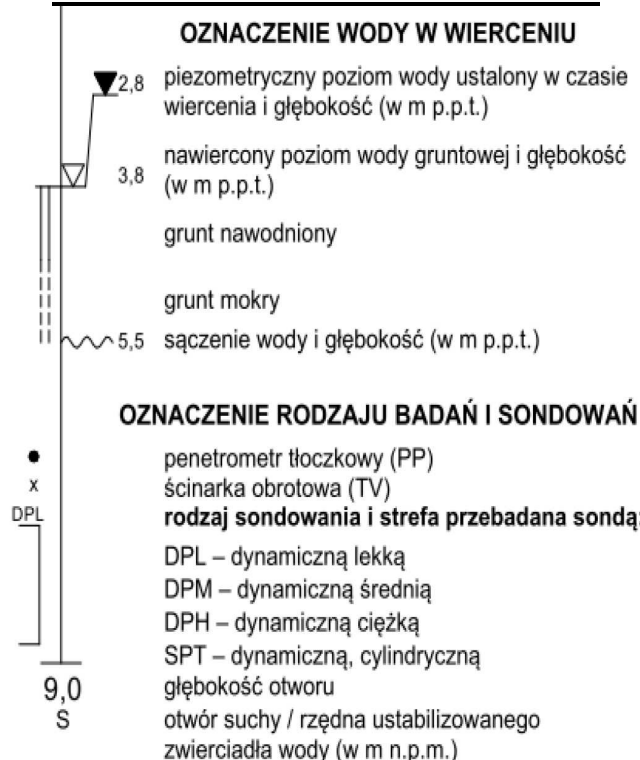 OZNACZENIE WODY W WIERCENIU
2,8 piezometryczny poziom wody ustalony w czasie
wiercenia i głębokość (w m p.p.t.)
nawiercony poziom wody gruntowej i głębokość
3,8 (w m p.p.t.)
grunt nawodniony
grunt mokry
5,5 sączenie wody i głębokość (w m p.p.t.)
OZNACZENIE RODZAJU BADAŃ I SONDOWAŃ
penetrometr tłoczkowy (PP)
x ścinarka obrotowa (TV)
DPL rodzaj sondowania i strefa przebadana sondą:
DPL – dynamiczną lekką
DPM – dynamiczną średnią
DPH – dynamiczną ciężką
SPT – dynamiczną, cylindryczną
9,0 głębokość otworu
S otwór suchy / rzędna ustabilizowanego
zwierciadła wody (w m n.p.m.)